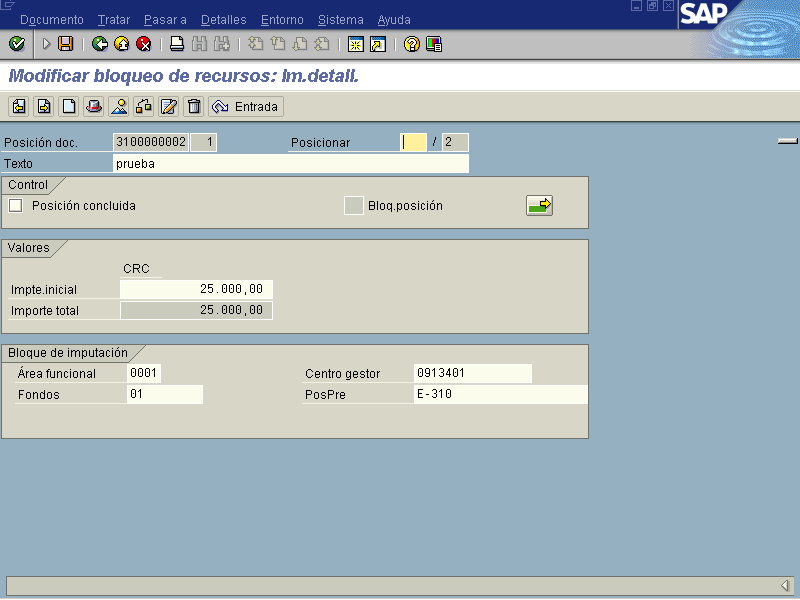 Documento Tratar Pasar a Detalles Entorno Sistema Ayuda
SAP
Modificar bloqueo de recursos: Im.detall.
Entrada
Posición doc. 3100000002 1 Posicionar / 2
Texto prueba
Control
Posición concluida Bloq.posición
Valores
CRC
Impte.inicial 25.000,00
Importe total 25.000,00
Bloque de imputación
Área funcional 0001 Centro gestor 0913401
Fondos 01 PosPre E-310